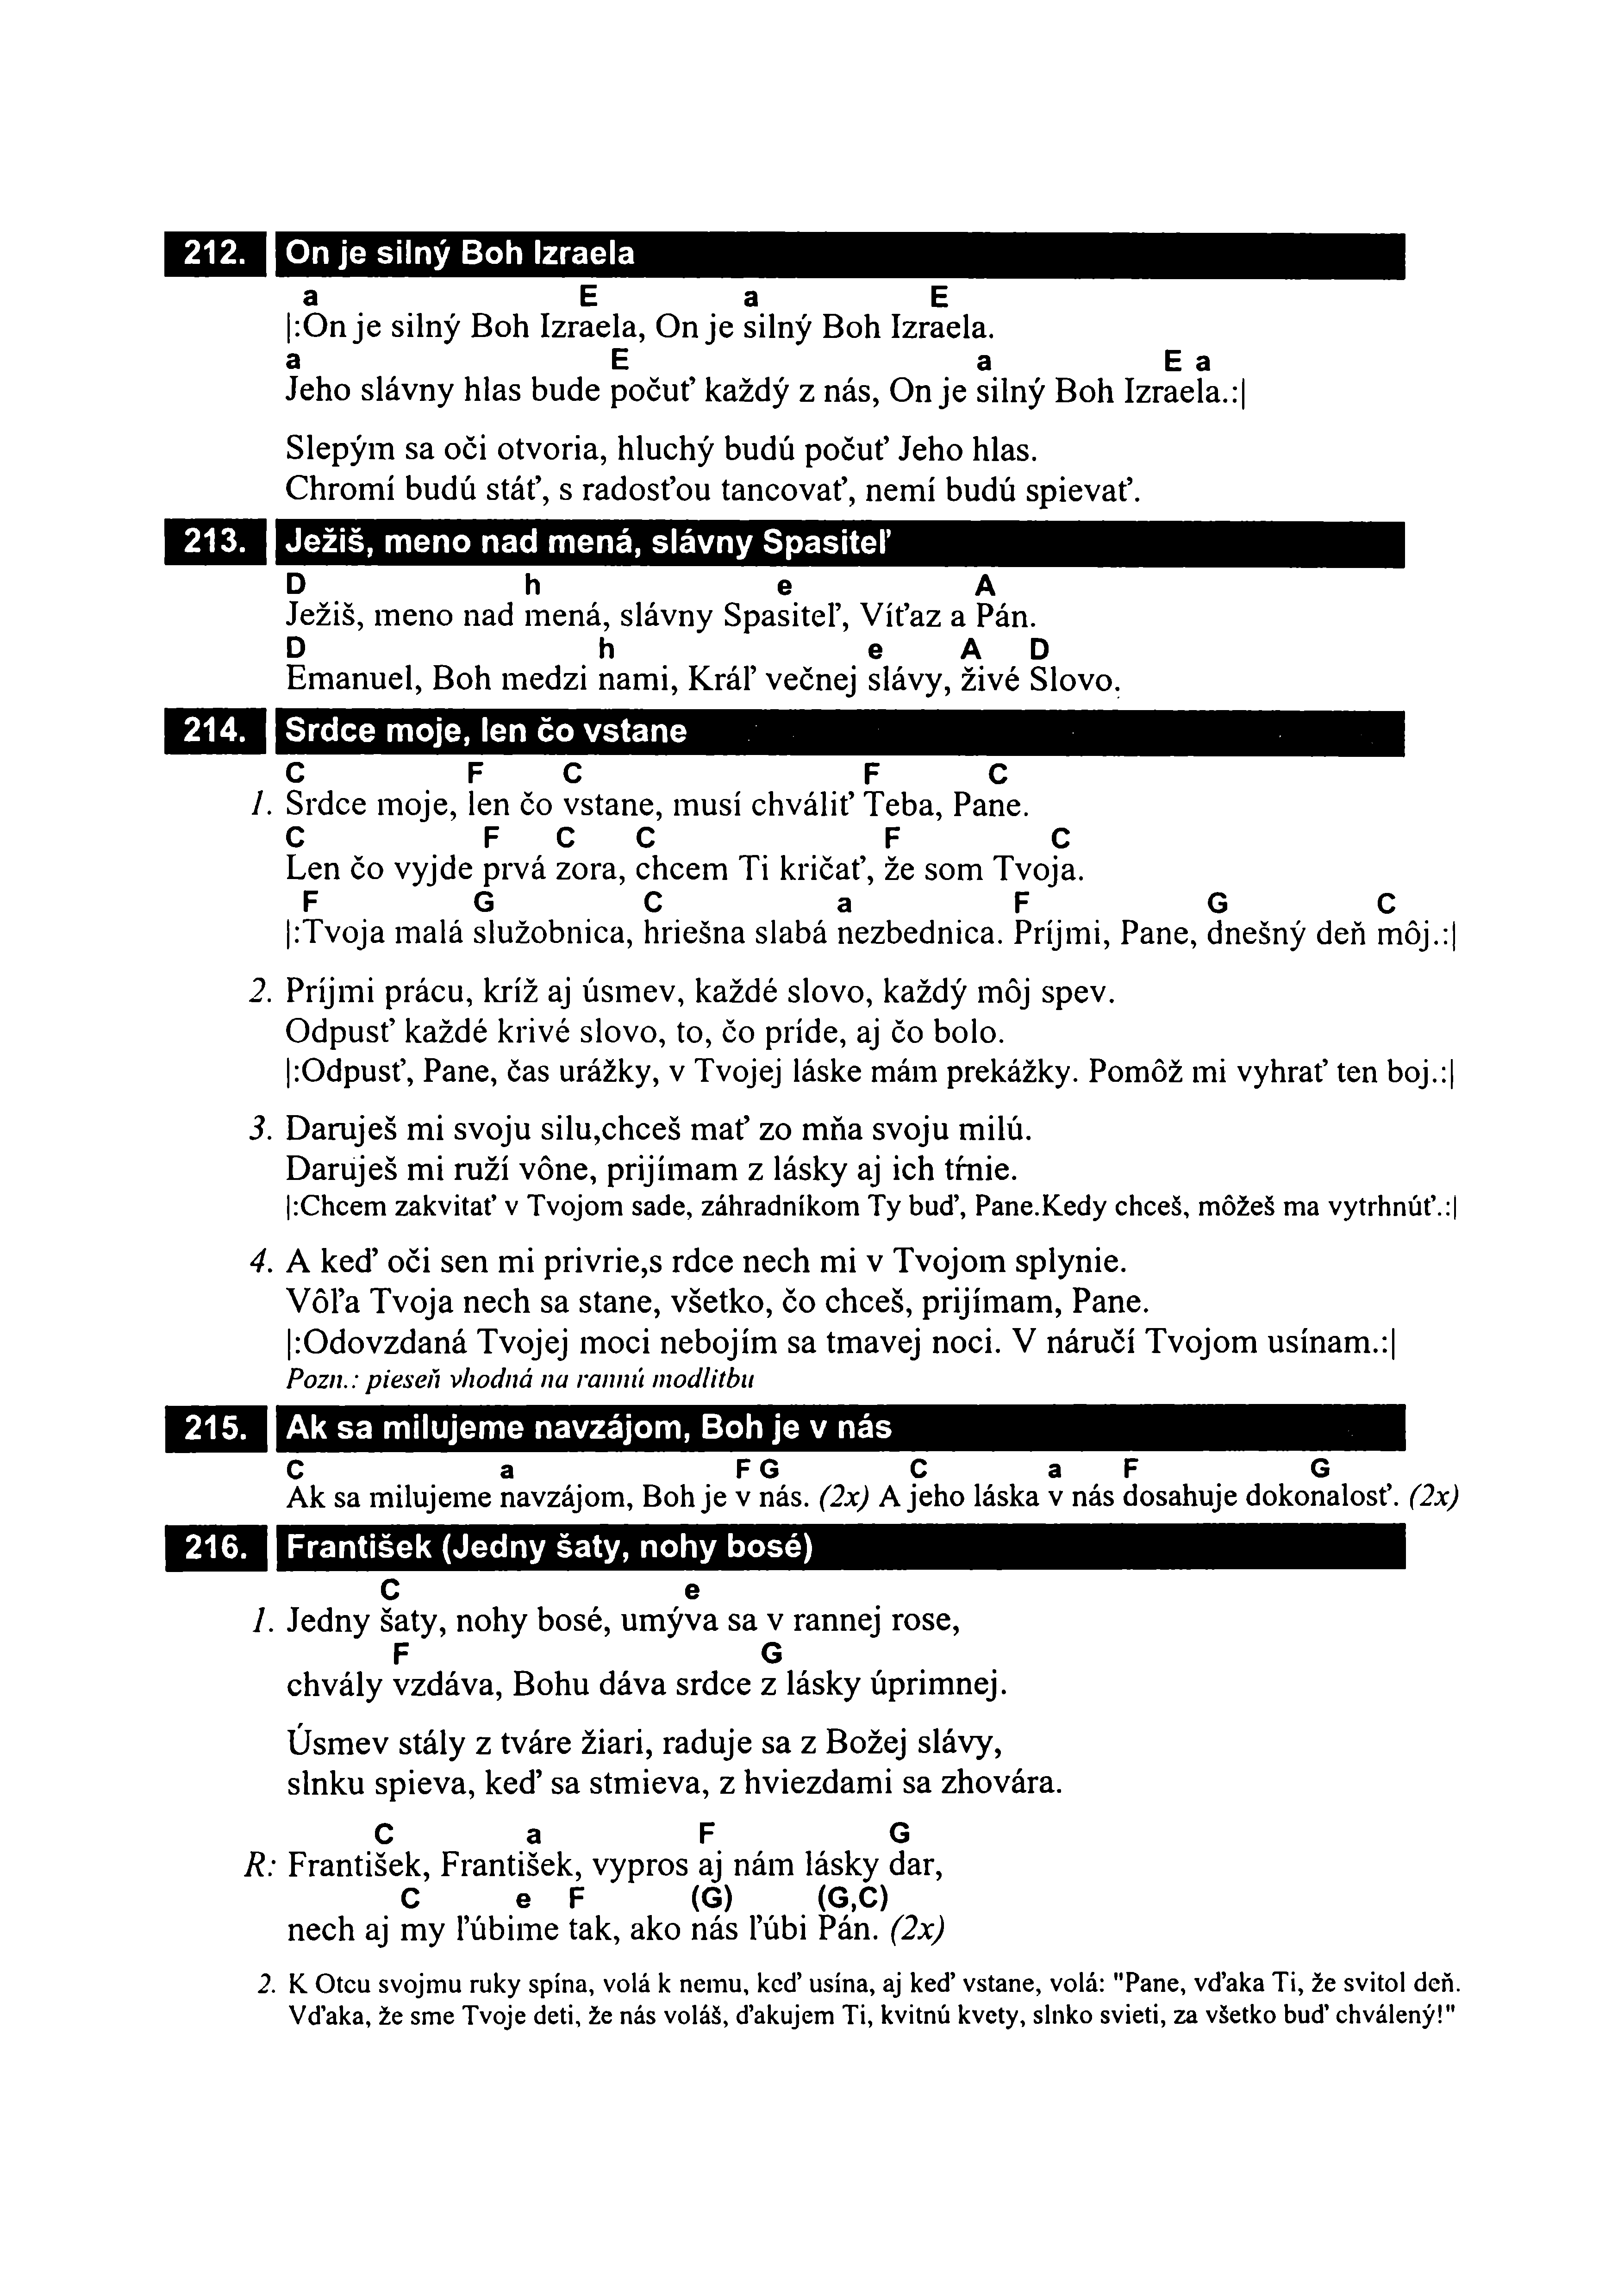 212. On je silný Boh Izraela
a E a E
|:On je silný Boh Izraela, On je silný Boh Izraela.
a E a E a
Jeho slávny hlas bude počuť každý z nás, On je silný Boh Izraela.:|
Slepým sa oči otvoria, hluchý budú počuť Jeho hlas.
Chromí budú stáť, s radosťou tancovať, nemí budú spievať.
213. Ježiš, meno nad mená, slávny Spasiteľ
D h e A
Ježiš, meno nad mená, slávny Spasiteľ, Víťaz a Pán.
D h e A D
Emanuel, Boh medzi nami, Kráľ večnej slávy, živé Slovo.
214. Srdce moje, len čo vstane
C F C F C
1. Srdce moje, len čo vstane, musí chváliť Teba, Pane.
C F C C F C
Len čo vyjde prvá zora, chcem Ti kričať, že som Tvoja.
F G C a F G C
|:Tvoja malá služobnica, hriešna slabá nezbednica. Príjmi, Pane, dnešný deň môj.:|
2. Príjmi prácu, kríž aj úsmev, každé slovo, každý môj spev.
Odpusť každé krivé slovo, to, čo príde, aj čo bolo.
|:Odpusť, Pane, čas urážky, v Tvojej láske mám prekážky. Pomôž mi vyhrať ten boj.:|
3. Daruješ mi svoju silu,chceš mať zo mňa svoju milú.
Daruješ mi ruží vône, prijímam z lásky aj ich tŕnie.
|:Chcem zakvitať v Tvojom sade, záhradníkom Ty buď, Pane.Kedy chceš, môžeš ma vytrhnúť.:|
4. A keď oči sen mi privrie,s rdce nech mi v Tvojom splynie.
Vôľa Tvoja nech sa stane, všetko, čo chceš, prijímam, Pane.
|:Odovzdaná Tvojej moci nebojím sa tmavej noci. V náručí Tvojom usínam.:|
Pozn.: pieseň vhodná na rannú modlitbu
215. Ak sa milujeme navzájom, Boh je v nás
C a F G C a F G
Ak sa milujeme navzájom, Boh je v nás. (2x) A jeho láska v nás dosahuje dokonalosť. (2x)
216. František (Jedny šaty, nohy bosé)
C e
1. Jedny šaty, nohy bosé, umýva sa v rannej rose,
F G
chvály vzdáva, Bohu dáva srdce z lásky úprimnej.
Úsmev stály z tváre žiari, raduje sa z Božej slávy,
slnku spieva, keď sa stmieva, z hviezdami sa zhovára.
C a F G
R: František, František, vypros aj nám lásky dar,
C e F (G) (G,C)
nech aj my ľúbime tak, ako nás ľúbi Pán. (2x)
2. K Otcu svojmu ruky spína, volá k nemu, keď usína, aj keď vstane, volá: "Pane, vďaka Ti, že svitol deň.
Vďaka, že sme Tvoje deti, že nás voláš, ďakujem Ti, kvitnú kvety, slnko svieti, za všetko buď chválený!"